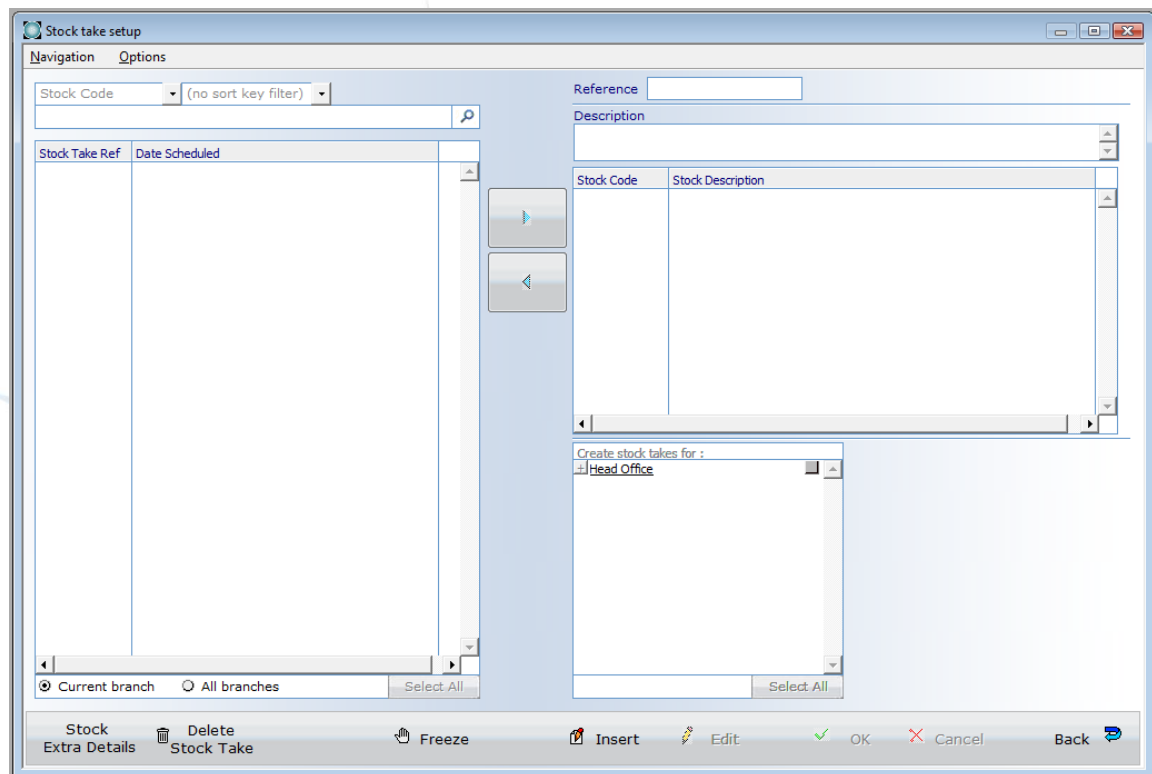 Stock take setup
Navigation Options
Stock Code (no sort key filter)
Stock Take Ref Date Scheduled
Current branch All branches Select All
Reference
Description
Stock Code Stock Description
Create stock takes for :
Head Office
Select All
Stock
Extra Details
Delete
Stock Take
Freeze
Insert
Edit
OK
Cancel
Back